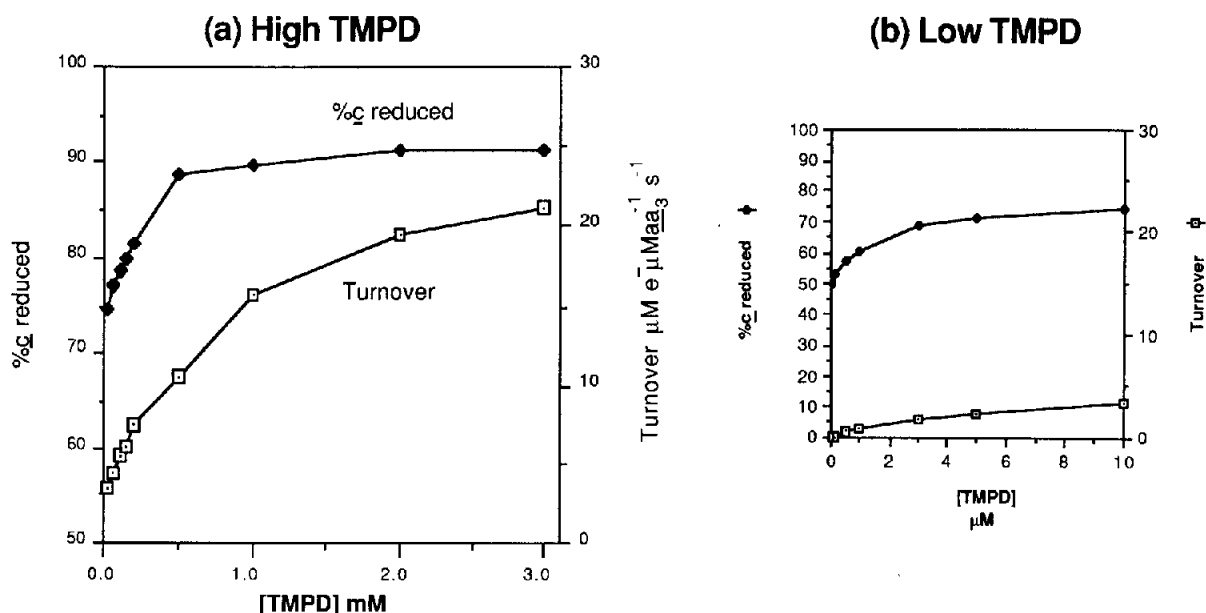 (a) High TMPD
100
90
80
70
60
50
%c reduced
%c reduced
Turnover
30
20
10
0
Turnover μM e⁻ μMaa₃⁻¹ s⁻¹
0.0 1.0 2.0 3.0
[TMPD] mM
(b) Low TMPD
100
90
80
70
60
50
40
30
20
10
0
%c reduced
30
20
10
0
Turnover
0 2 4 6 8 10
[TMPD]
μM